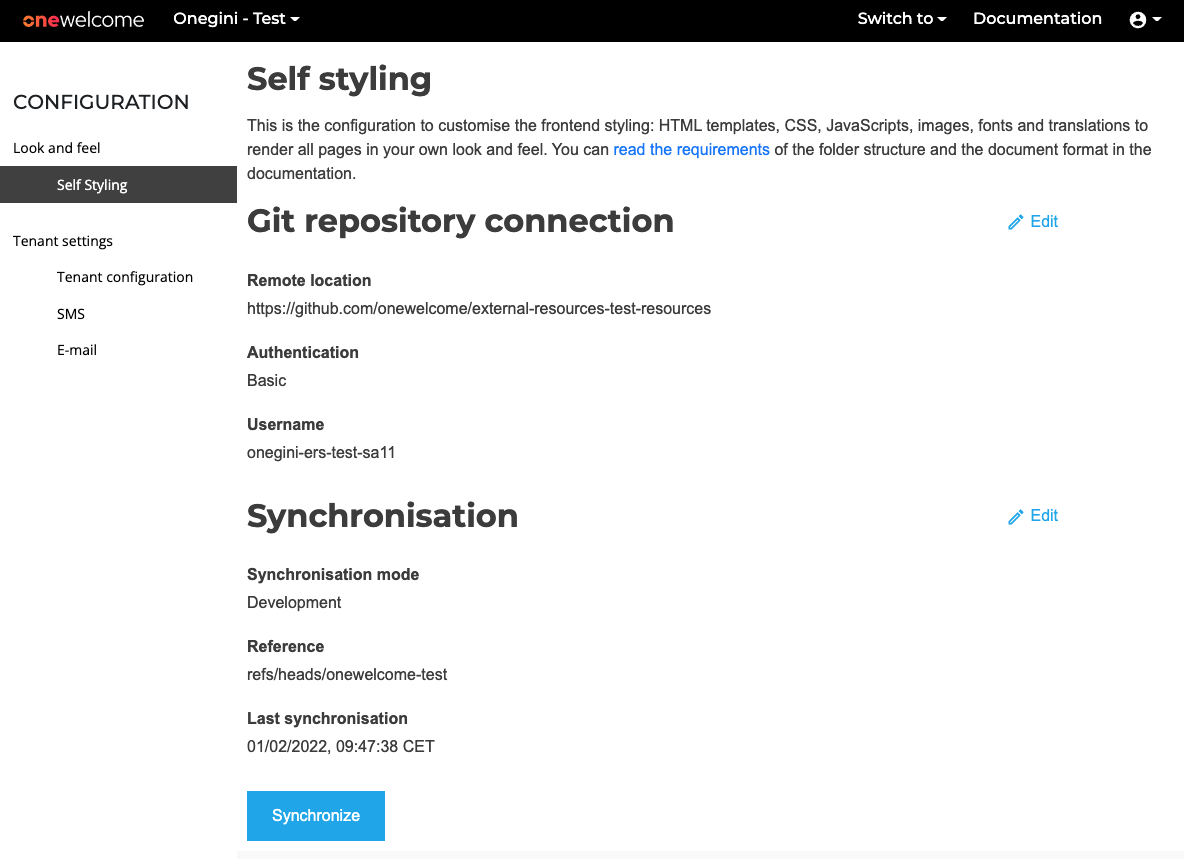 onewelcome Onegini - Test Switch to Documentation
CONFIGURATION
Look and feel
Self Styling
Tenant settings
Tenant configuration
SMS
E-mail
Self styling
This is the configuration to customise the frontend styling: HTML templates, CSS, JavaScripts, images, fonts and translations to
render all pages in your own look and feel. You can read the requirements of the folder structure and the document format in the
documentation.
Git repository connection Edit
Remote location
https://github.com/onewelcome/external-resources-test-resources
Authentication
Basic
Username
onegini-ers-test-sa11
Synchronisation Edit
Synchronisation mode
Development
Reference
refs/heads/onewelcome-test
Last synchronisation
01/02/2022, 09:47:38 CET
Synchronize